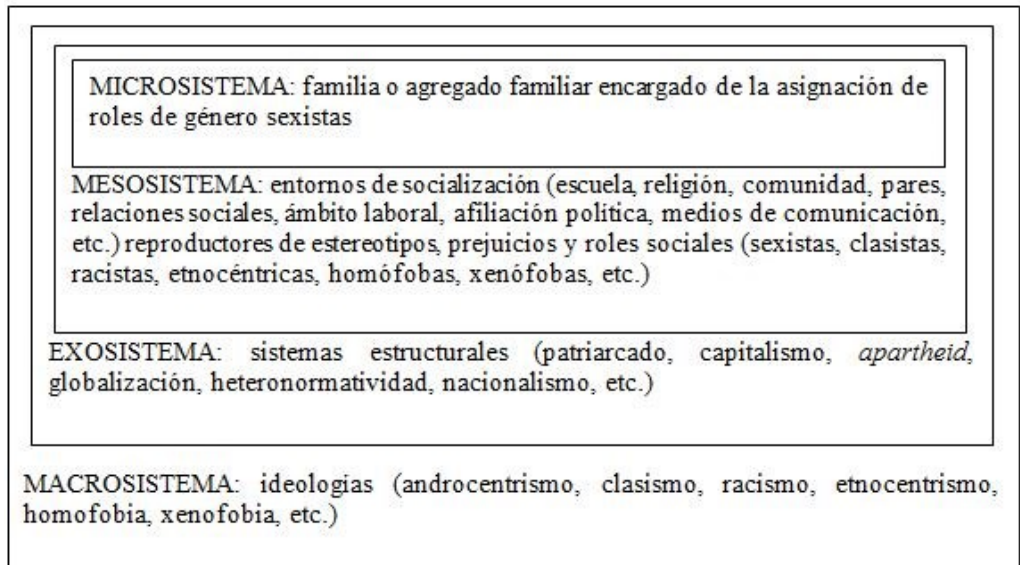 MICROSISTEMA: familia o agregado familiar encargado de la asignación de
roles de género sexistas
MESOSISTEMA: entornos de socialización (escuela, religión, comunidad, pares,
relaciones sociales, ámbito laboral, afiliación política, medios de comunicación,
etc.) reproductores de estereotipos, prejuicios y roles sociales (sexistas, clasistas,
racistas, etnocéntricas, homófobas, xenófobas, etc.)
EXOSISTEMA: sistemas estructurales (patriarcado, capitalismo, apartheid,
globalización, heteronormatividad, nacionalismo, etc.)
MACROSISTEMA: ideologias (androcentrismo, clasismo, racismo, etnocentrismo,
homofobia, xenofobia, etc.)